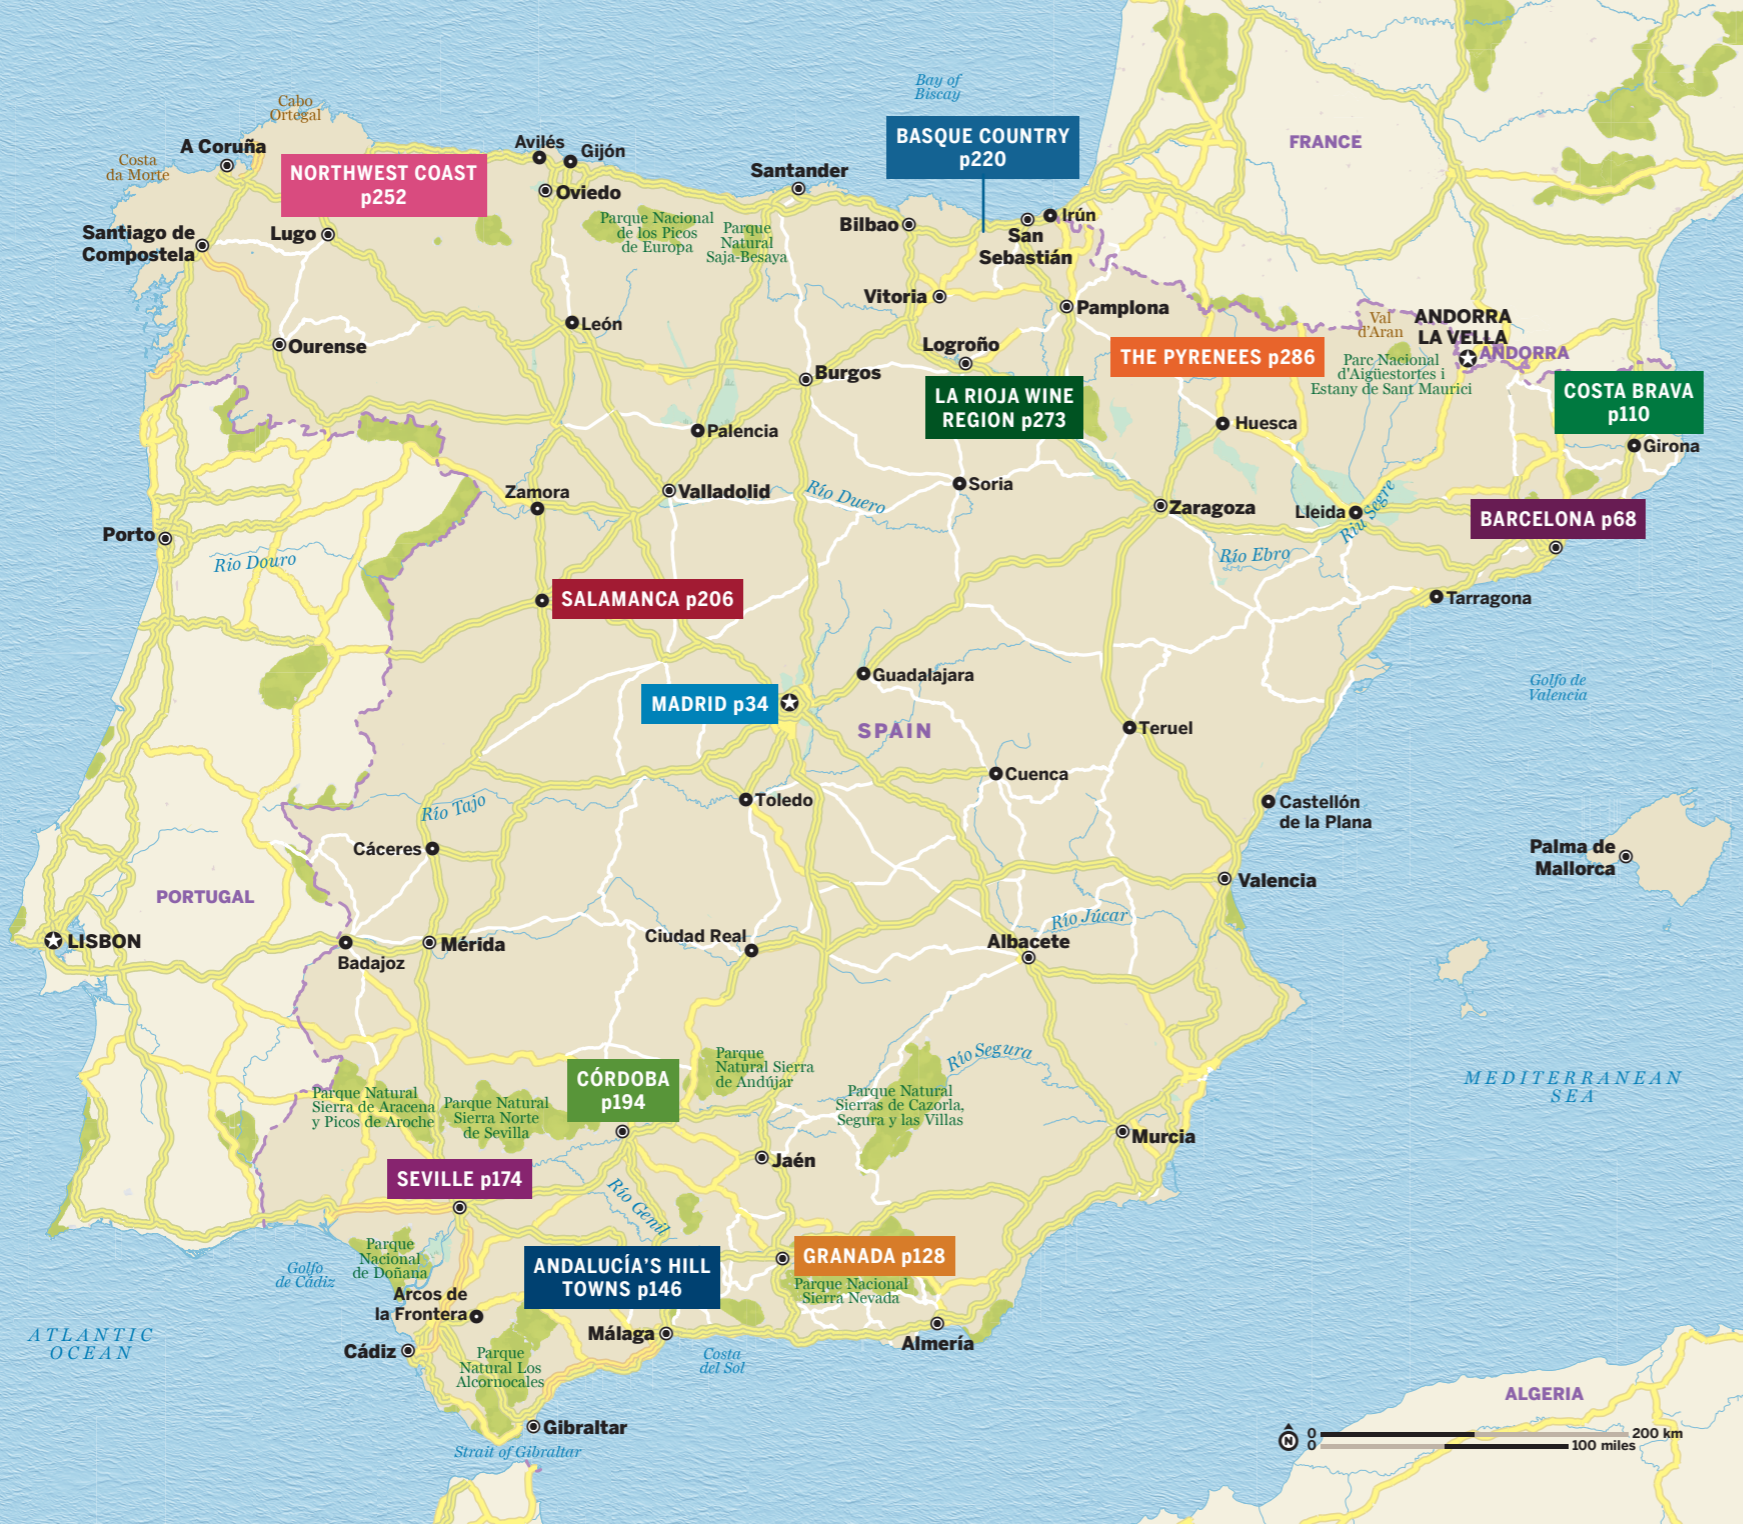 Bay of
Biscay
Cabo
Ortegal
A Coruña
Costa
da Morte
NORTHWEST COAST
p252
Avilés
Gijón
Oviedo
Santander
BASQUE COUNTRY
p220
FRANCE
Santiago de
Compostela
Lugo
Parque Nacional
de los Picos
de Europa
Parque
Natural
Saja-Besaya
Bilbao
San
Sebastián
Irún
Vitoria
Pamplona
León
Ourense
Logroño
Burgos
THE PYRENEES p286
Val
d'Aran
ANDORRA
LA VELLA
ANDORRA
Parc Nacional
d'Aigüestortes i
Estany de Sant Maurici
LA RIOJA WINE
REGION p273
COSTA BRAVA
p110
Palencia
Huesca
Girona
Zamora
Valladolid
Río Duero
Soria
Zaragoza
Lleida
Riu Segre
BARCELONA p68
Porto
Rio Douro
Río Ebro
SALAMANCA p206
Tarragona
Guadalajara
Golfo de
Valencia
MADRID p34
SPAIN
Teruel
Cuenca
Río Tajo
Toledo
Castellón
de la Plana
Cáceres
Palma de
Mallorca
PORTUGAL
Valencia
LISBON
Badajoz
Mérida
Ciudad Real
Río Júcar
Albacete
Río Segura
MEDITERRANEAN
SEA
Parque Natural
Sierra de Aracena
y Picos de Aroche
Parque Natural
Sierra Norte
de Sevilla
CÓRDOBA
p194
Parque
Natural Sierra
de Andújar
Parque Natural
Sierras de Cazorla,
Segura y las Villas
Murcia
Jaén
SEVILLE p174
Río Genil
Parque
Nacional
de Doñana
Golfo
de Cádiz
ANDALUCÍA'S HILL
TOWNS p146
GRANADA p128
Parque Nacional
Sierra Nevada
Arcos de
la Frontera
Málaga
Almería
ATLANTIC
OCEAN
Cádiz
Parque
Natural Los
Alcornocales
Costa
del Sol
ALGERIA
Gibraltar
Strait of Gibraltar
N
0 200 km
0 100 miles